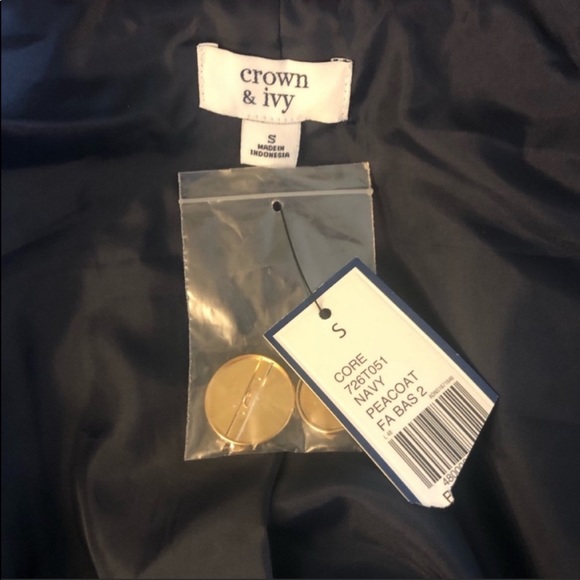 crown
& ivy
S
MADE IN
INDONESIA
S
CORE
726T051
NAVY
PEACOAT
FA BAS 2